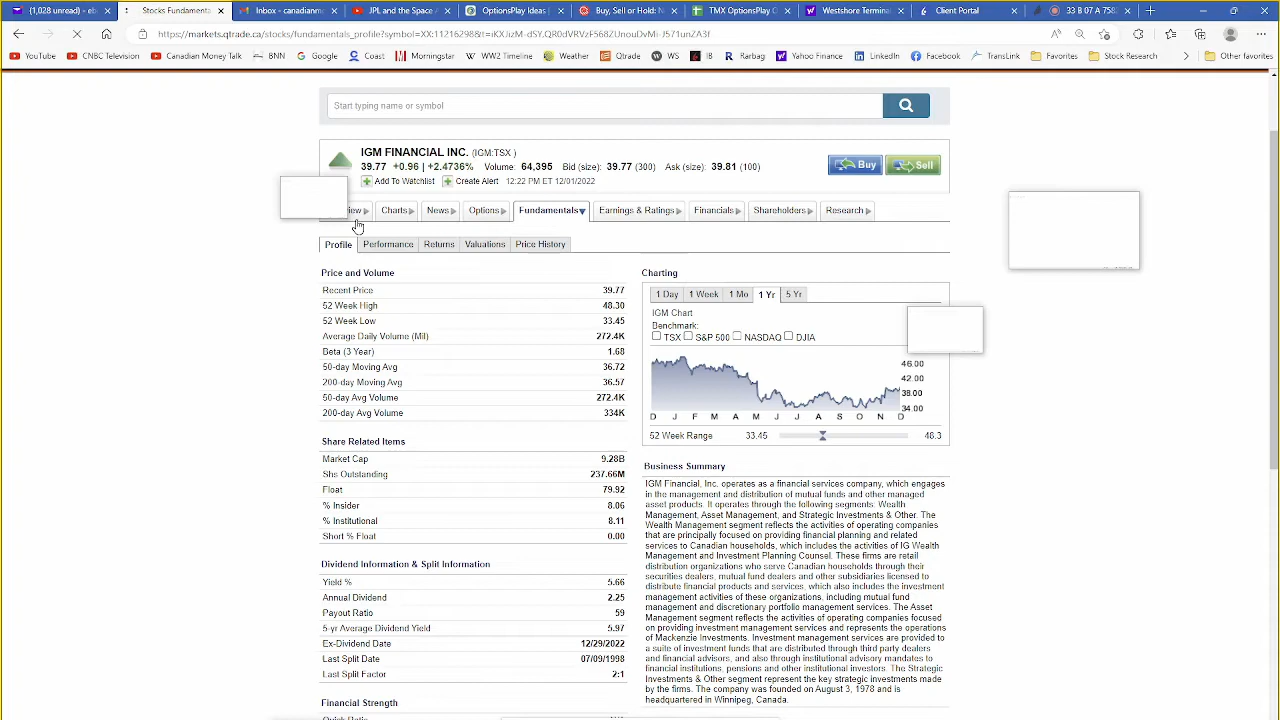 (1,028 unread) - eb
Stocks Fundamenta
Inbox - canadianm
JPL and the Space A
OptionsPlay Ideas
Buy, Sell or Hold: N
TMX OptionsPlay C
Westshore Terminal
Client Portal
33 B 07 A 758
YouTube
CNBC Television
Canadian Money Talk
BNN
Google
Coast
Morningstar
WW2 Timeline
Weather
Qtrade
WS
!8
Rarbag
Yahoo Finance
LinkedIn
Facebook
TransLink
Favorites
Stock Research
Other favorites
Start typing name or symbol
IGM FINANCIAL INC. (IGM:TSX )
39.77 +0.96 | +2.4736% Volume: 64,395 Bid (size): 39.77 (300) Ask (size): 39.81 (100)
Buy
Sell
Add To Watchlist Create Alert 12:22 PM ET 12/01/2022
Charts
News
Options
Fundamentals
Earnings & Ratings
Financials
Shareholders
Research
Profile
Performance
Returns
Valuations
Price History
Price and Volume
Recent Price 39.77
52 Week High 48.30
52 Week Low 33.45
Average Daily Volume (Mil) 272.4K
Beta (3 Year) 1.68
50-day Moving Avg 36.72
200-day Moving Avg 36.57
50-day Avg Volume 272.4K
200-day Avg Volume 334K
Share Related Items
Market Cap 9.28B
Shs Outstanding 237.66M
Float 79.92
% Insider 8.06
% Institutional 8.11
Short % Float 0.00
Dividend Information & Split Information
Yield % 5.66
Annual Dividend 2.25
Payout Ratio 59
5-yr Average Dividend Yield 5.97
Ex-Dividend Date 12/29/2022
Last Split Date 07/09/1998
Last Split Factor 2:1
Financial Strength
Charting
1 Day
1 Week
1 Mo
1 Yr
5 Yr
IGM Chart
Benchmark:
TSX S&P 500 NASDAQ DJIA
46.00
42.00
38.00
34.00
D J F M A M J J A S O N D
52 Week Range 33.45 48.3
Business Summary
IGM Financial, Inc. operates as a financial services company, which engages
in the management and distribution of mutual funds and other managed
asset products. It operates through the following segments: Wealth
Management, Asset Management, and Strategic Investments & Other. The
Wealth Management segment reflects the activities of operating companies
that are principally focused on providing financial planning and related
services to Canadian households, which includes the activities of IG Wealth
Management and Investment Planning Counsel. These firms are retail
distribution organizations who serve Canadian households through their
securities dealers, mutual fund dealers and other subsidiaries licensed to
distribute financial products and services, which also includes the investment
management activities of these organizations, including mutual fund
management and discretionary portfolio management services. The Asset
Management segment reflects the activities of operating companies focused
on providing investment management services and represents the operations
of Mackenzie Investments. Investment management services are provided to
a suite of investment funds that are distributed through third party dealers
and financial advisors, and also through institutional advisory mandates to
financial institutions, pensions and other institutional investors. The Strategic
Investments & Other segment represent the key strategic investments made
by the firms. The company was founded on August 3, 1978 and is
headquartered in Winnipeg, Canada.